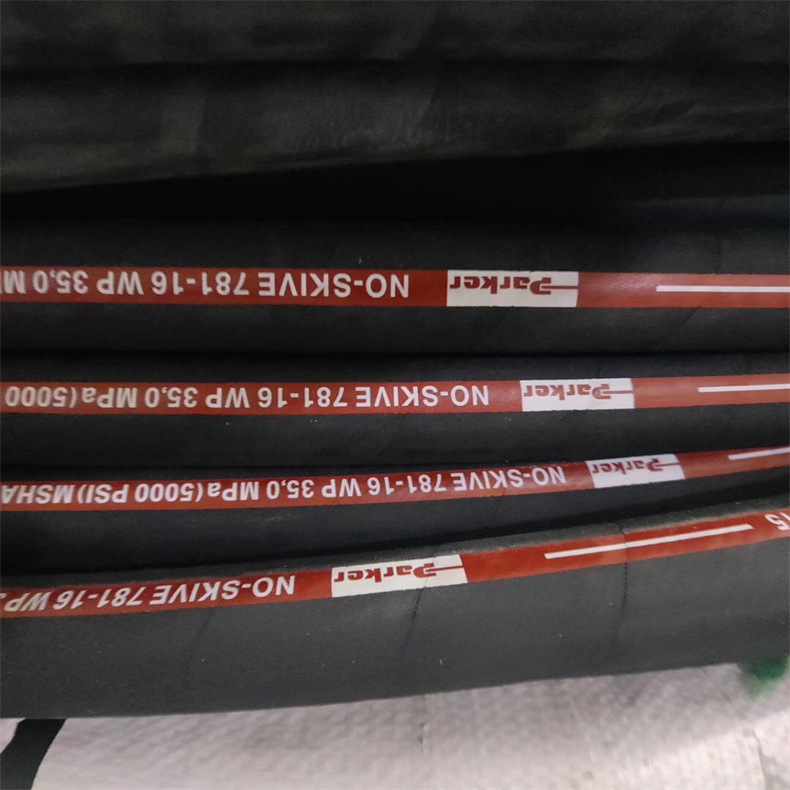 Parker NO-SKIVE 781-16 WP
Parker NO-SKIVE 781-16 WP 35,0 MPa (5000 PSI) MSHA
Parker NO-SKIVE 781-16 WP 35,0 MPa (5000
Parker NO-SKIVE 781-16 WP 35,0 M